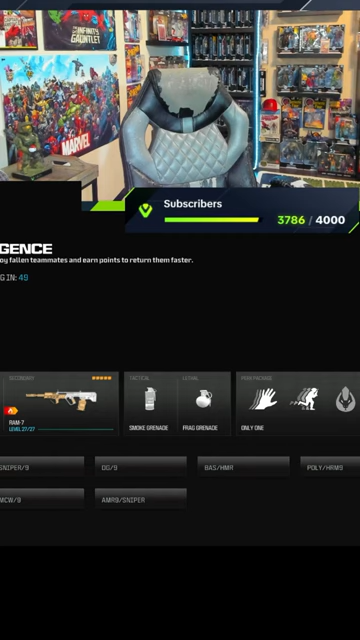 INFINITY
GAUNTLET
MARVEL
Subscribers
3786 / 4000
GENCE
oy fallen teammates and earn points to return them faster.
G IN: 49
SECONDARY
TACTICAL
LETHAL
PERK PACKAGE
RAM-7
LEVEL 27/27
SMOKE GRENADE
FRAG GRENADE
ONLY ONE
SNIPER/9
DG/9
BAS/HMR
POLY/HRM9
MCW/9
AMR9/SNIPER